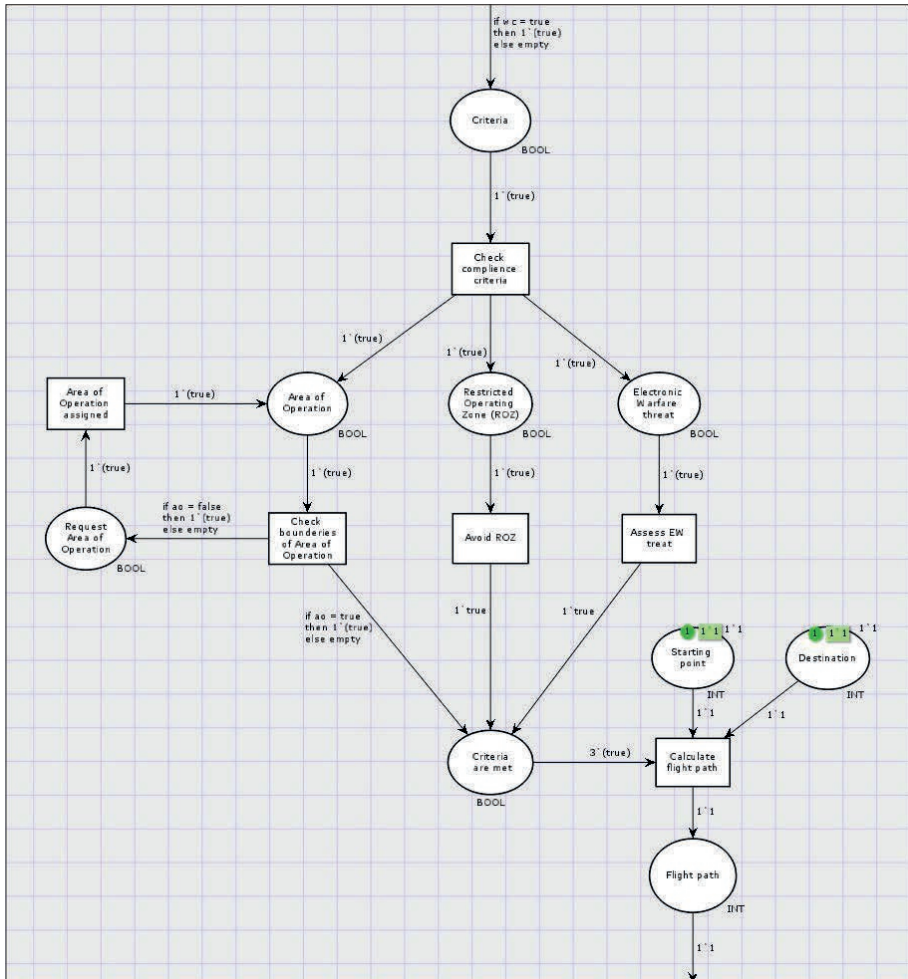 if wc = true
then 1`(true)
else empty
Criteria
BOOL
1`(true)
Check
complience
criteria
1`(true)
1`(true)
1`(true)
Area of
Operation
assigned
1`(true)
Area of
Operation
BOOL
Restricted
Operating
Zone (ROZ)
BOOL
Electronic
Warfare
threat
BOOL
1`(true)
1`(true)
1`(true)
1`(true)
if ao = false
then 1`(true)
else empty
Request
Area of
Operation
BOOL
Check
bounderies
of Area of
Operation
Avoid ROZ
Assess EW
treat
if ao = true
then 1`(true)
else empty
1`true
1`true
1 1`1 1`1
Starting
point
INT
1 1`1 1`1
Destination
INT
1`1
1`1
Criteria
are met
BOOL
3`(true)
Calculate
flight path
1`1
Flight path
INT
1`1